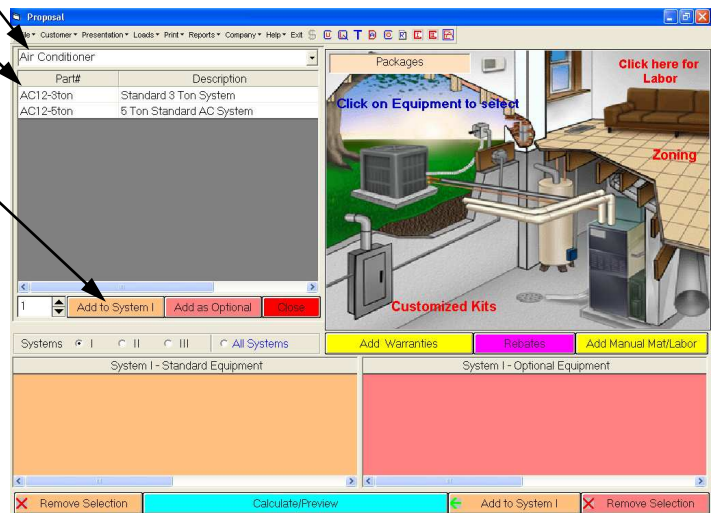 Proposal
File Customer Presentation Loads Print Reports Company Help Exit
Air Conditioner
Part# Description
AC12-3ton Standard 3 Ton System
AC12-5ton 5 Ton Standard AC System
1 Add to System I Add as Optional Close
Packages
Click here for
Labor
Click on Equipment to select
Zoning
Customized Kits
Systems I II III All Systems
Add Warranties Rebates Add Manual Mat/Labor
System I - Standard Equipment
System I - Optional Equipment
Remove Selection Calculate/Preview Add to System I Remove Selection